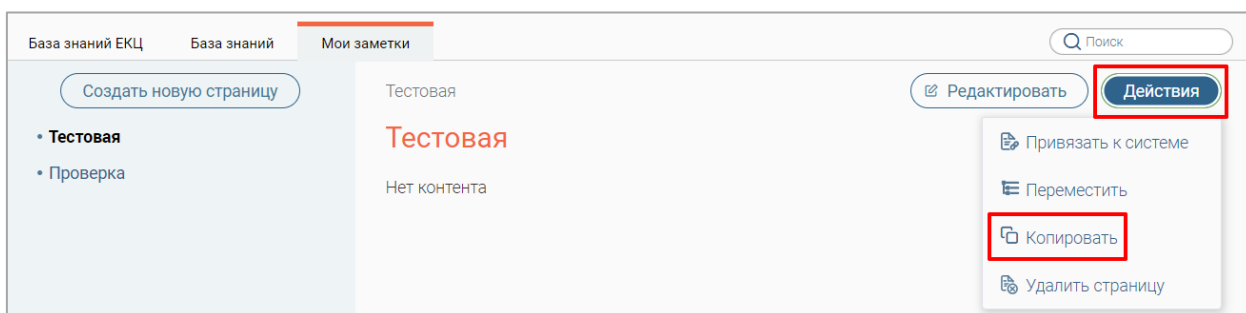 База знаний ЕКЦ База знаний Мои заметки Поиск
Создать новую страницу Тестовая Редактировать Действия
• Тестовая Тестовая Привязать к системе
• Проверка Нет контента Переместить
Копировать
Удалить страницу